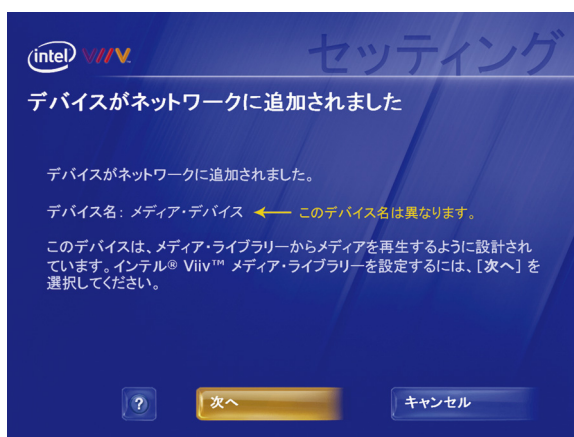 intel VIIV.
セッティング
デバイスがネットワークに追加されました
デバイスがネットワークに追加されました。
デバイス名: メディア・デバイス ← このデバイス名は異なります。
このデバイスは、メディア・ライブラリーからメディアを再生するように設計され
ています。インテル® Viiv™ メディア・ライブラリーを設定するには、[次へ] を
選択してください。
? 次へ キャンセル